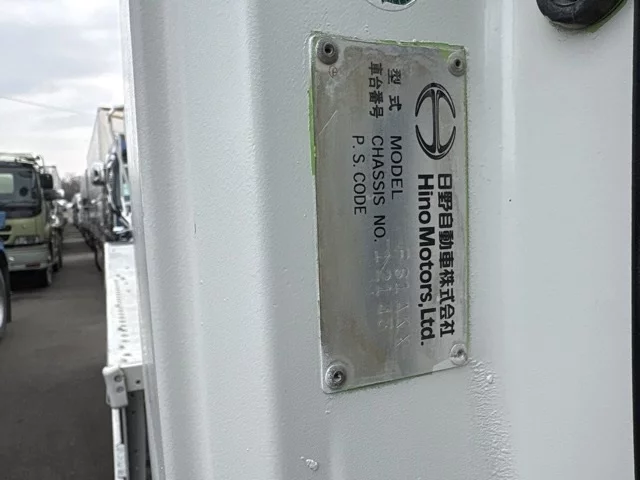 日野自動車株式会社
Hino Motors, Ltd.
型式 MODEL
車台番号 CHASSIS NO.
P. S. CODE